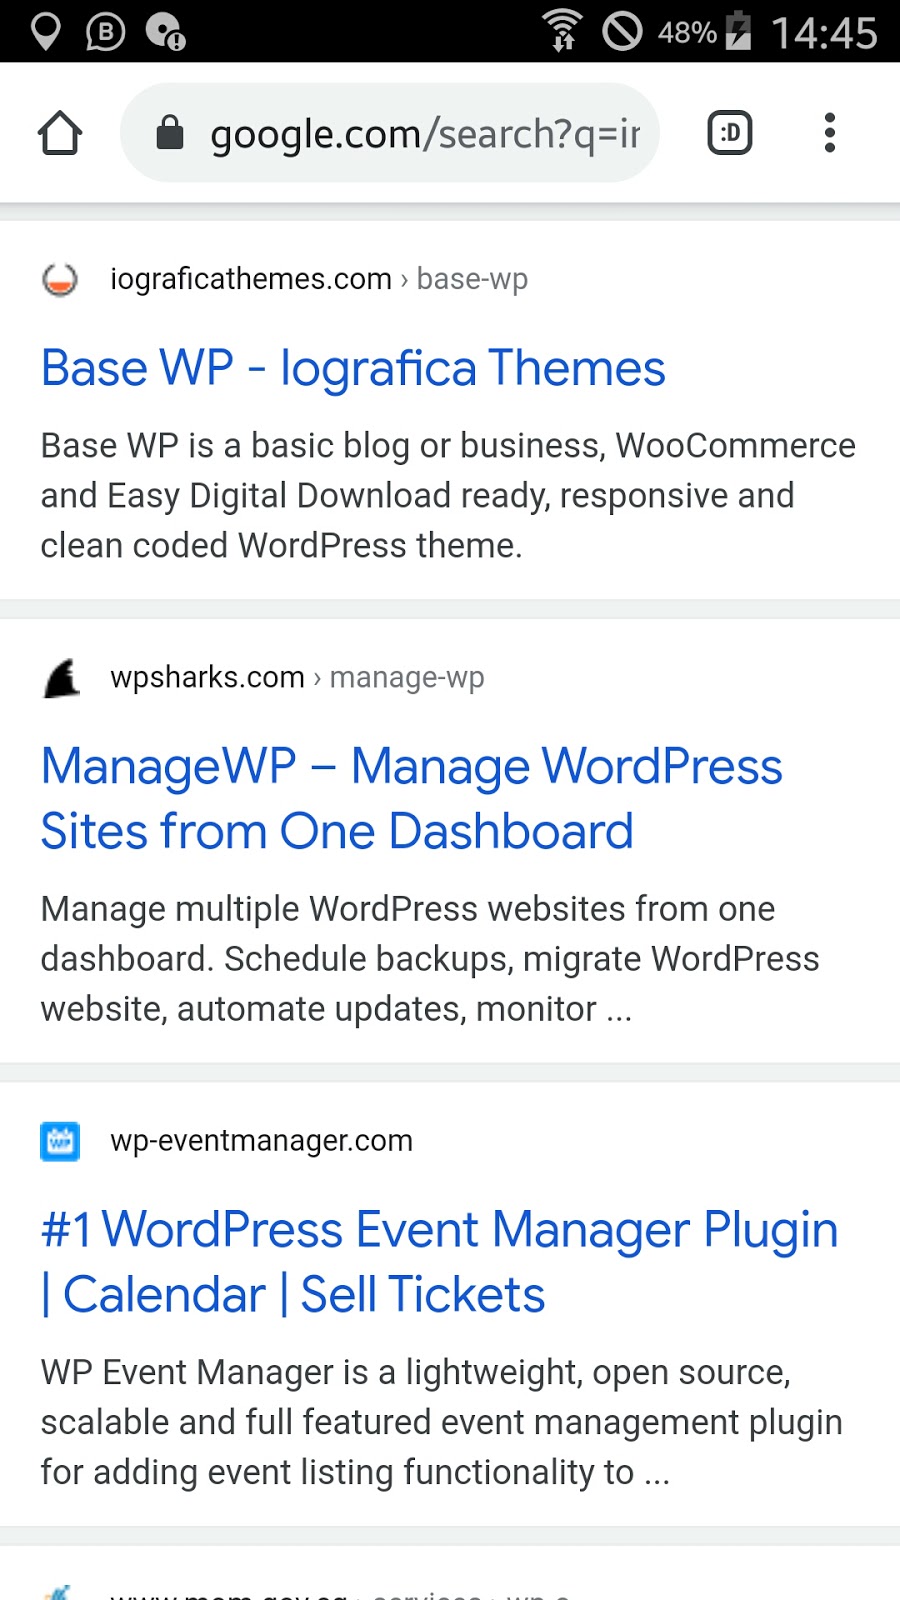 48% 14:45
google.com/search?q=ir
:D
iograficathemes.com › base-wp
Base WP - Iografica Themes
Base WP is a basic blog or business, WooCommerce
and Easy Digital Download ready, responsive and
clean coded WordPress theme.
wpsharks.com › manage-wp
ManageWP – Manage WordPress
Sites from One Dashboard
Manage multiple WordPress websites from one
dashboard. Schedule backups, migrate WordPress
website, automate updates, monitor ...
WP
wp-eventmanager.com
#1 WordPress Event Manager Plugin
| Calendar | Sell Tickets
WP Event Manager is a lightweight, open source,
scalable and full featured event management plugin
for adding event listing functionality to ...